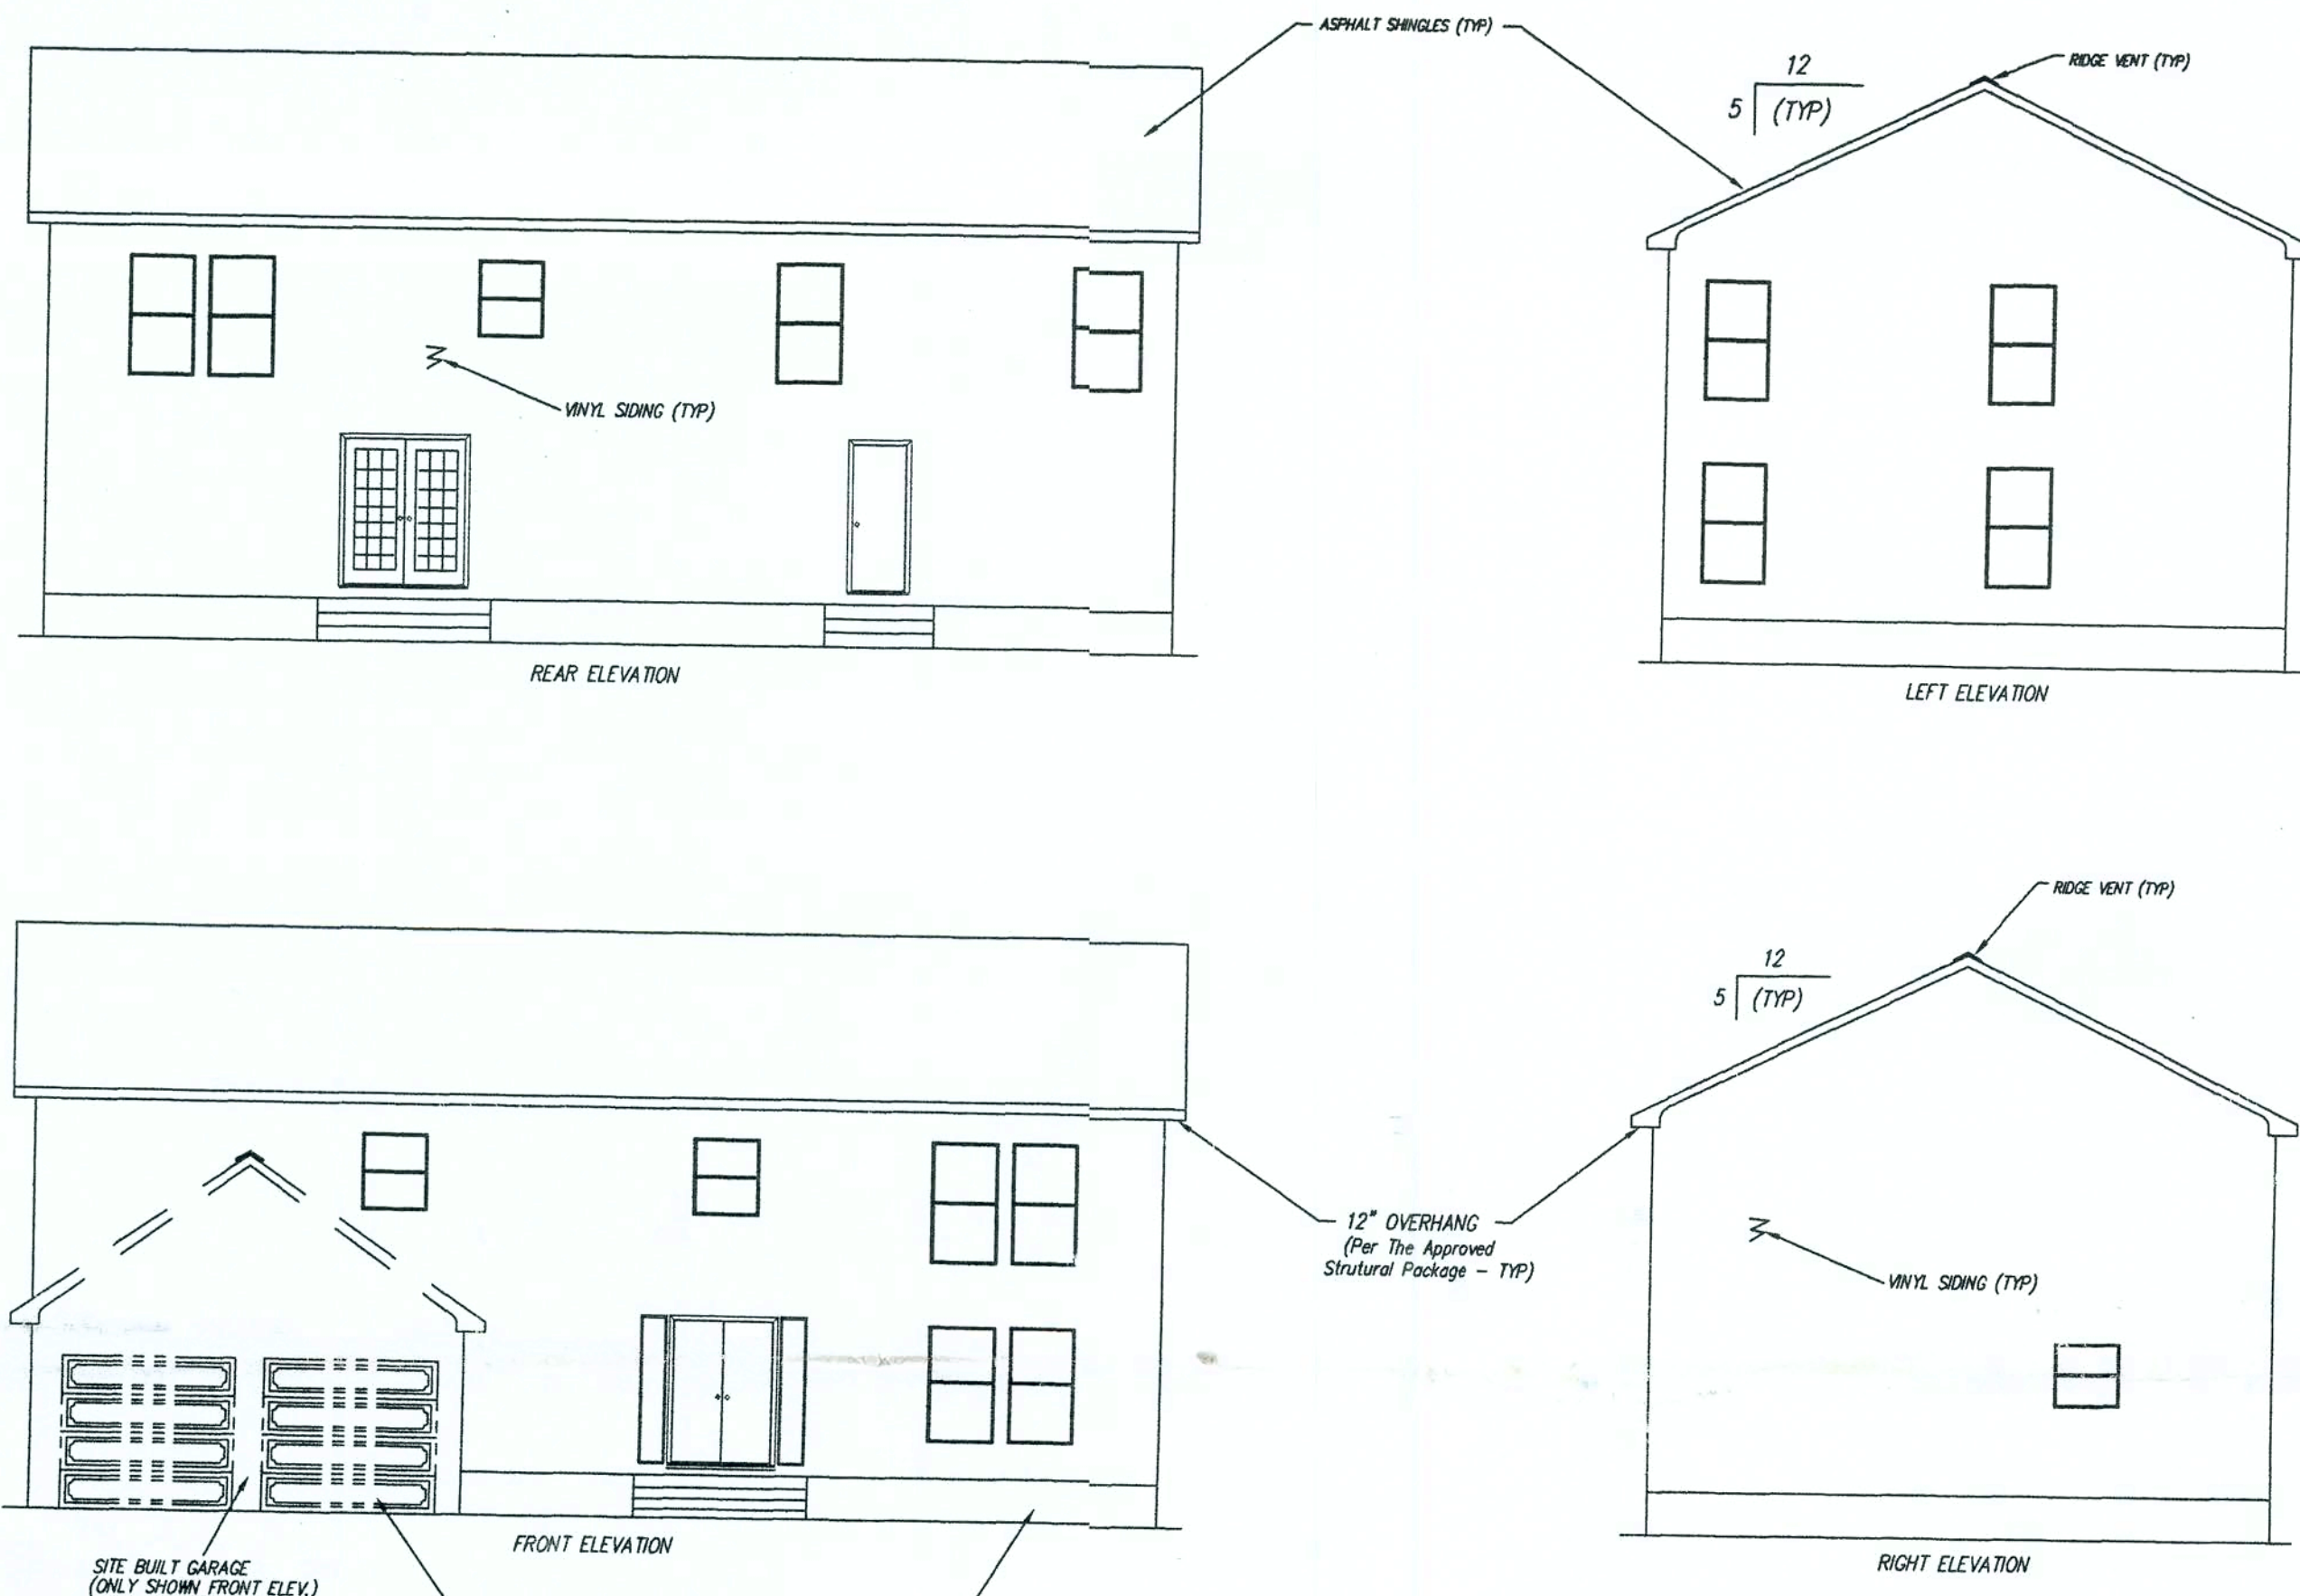 ASPHALT SHINGLES (TYP)
12
5 (TYP)
RIDGE VENT (TYP)
VINYL SIDING (TYP)
REAR ELEVATION
LEFT ELEVATION
RIDGE VENT (TYP)
12
5 (TYP)
12" OVERHANG
(Per The Approved
Strutural Package - TYP)
VINYL SIDING (TYP)
FRONT ELEVATION
SITE BUILT GARAGE
(ONLY SHOWN FRONT ELEV.)
RIGHT ELEVATION